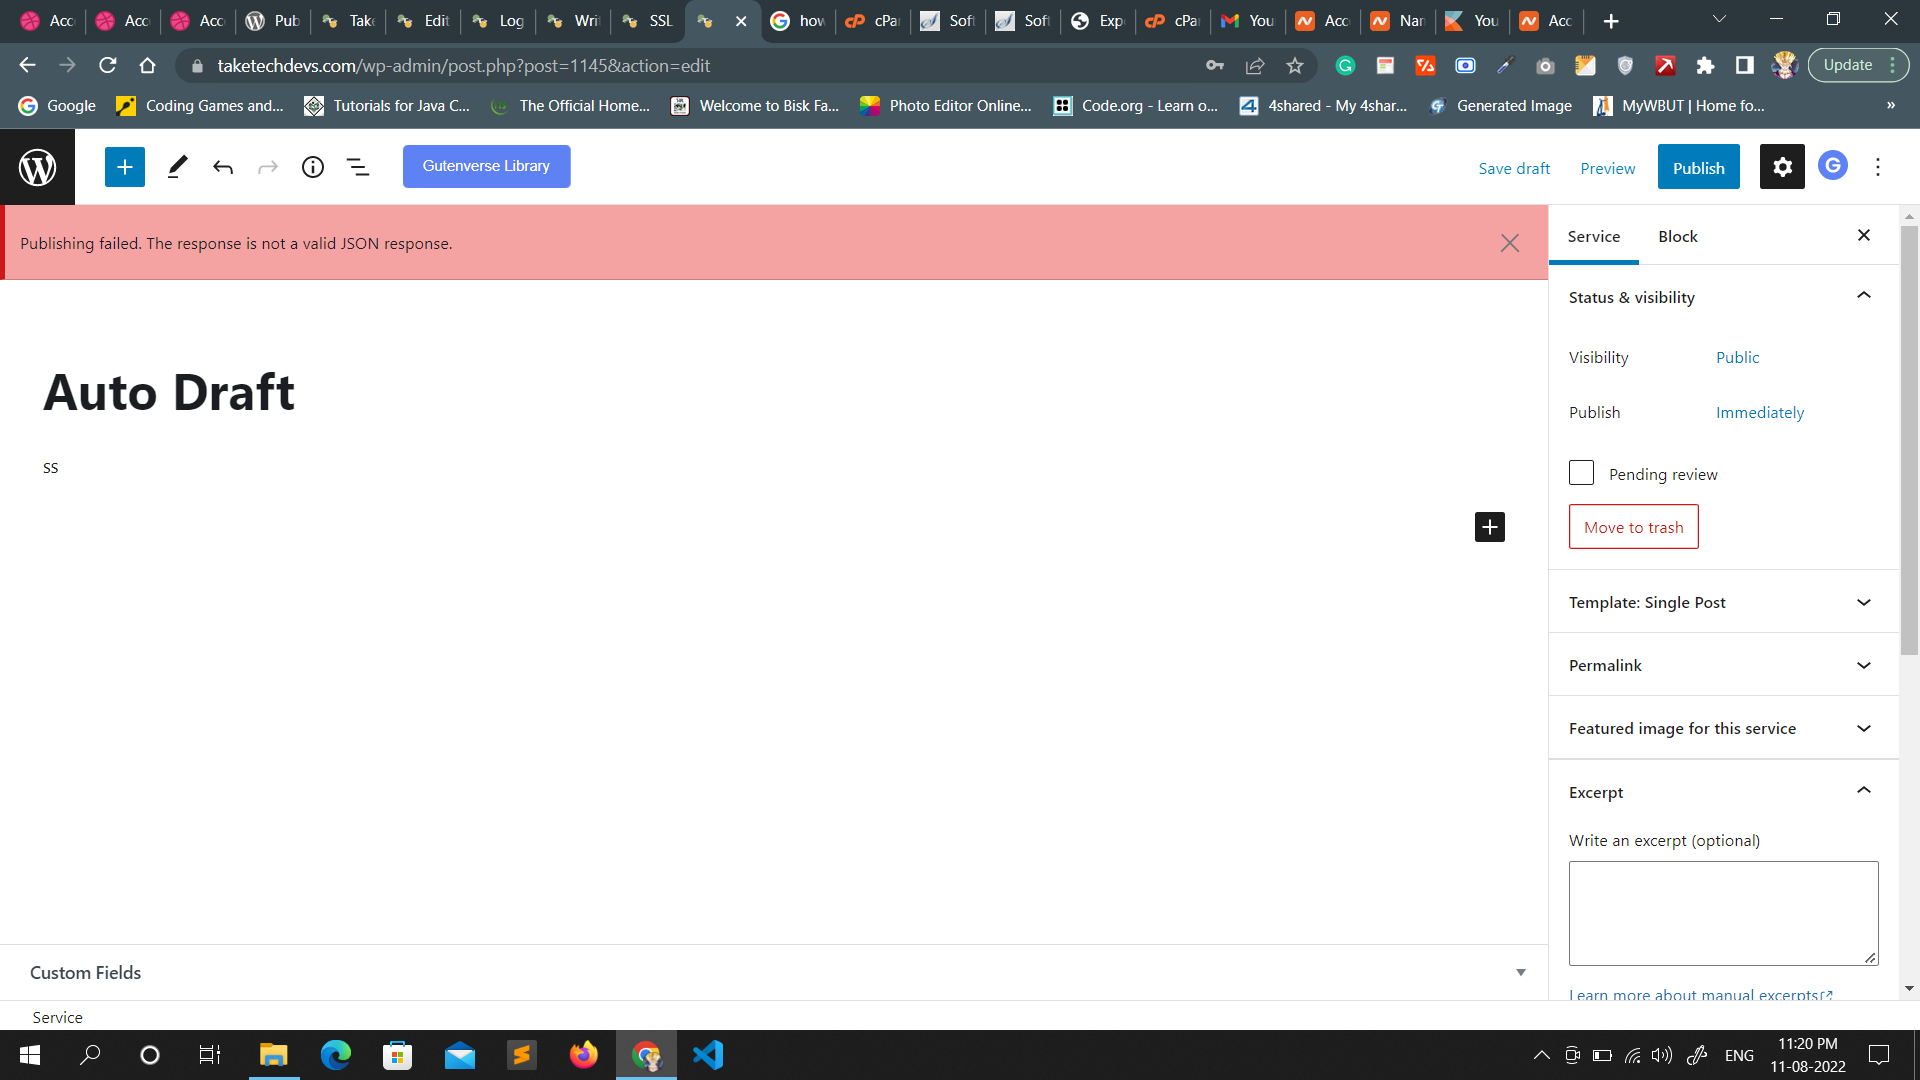 Acc Acc Acc Pub Take Edit Log Writ SSL how cPa Soft Soft Exp cPa You Acc Nam You Acc
taketechdevs.com/wp-admin/post.php?post=1145&action=edit Update
Google Coding Games and... Tutorials for Java C... The Official Home... Welcome to Bisk Fa... Photo Editor Online... Code.org - Learn o... 4shared - My 4shar... Generated Image MyWBUT | Home fo... »
Gutenverse Library Save draft Preview Publish G
Publishing failed. The response is not a valid JSON response.
Service Block
Status & visibility
Visibility Public
Publish Immediately
Pending review
Move to trash
Auto Draft
ss
Template: Single Post
Permalink
Featured image for this service
Excerpt
Write an excerpt (optional)
Learn more about manual excerpts
Custom Fields
Service
ENG
11:20 PM
11-08-2022